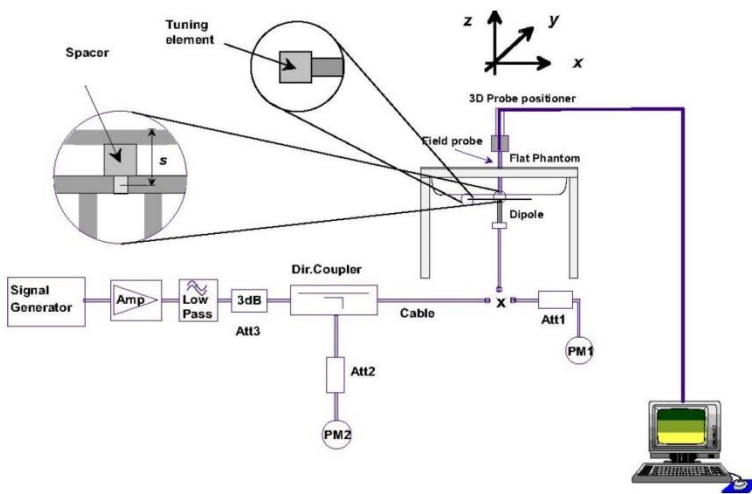 Tuning
element
z
y
x
Spacer
3D Probe positioner
s
Field probe
Flat Phantom
Dipole
Dir.Coupler
Signal
Generator
Amp
Low
Pass
3dB
Att3
Cable
x
Att1
PM1
Att2
PM2